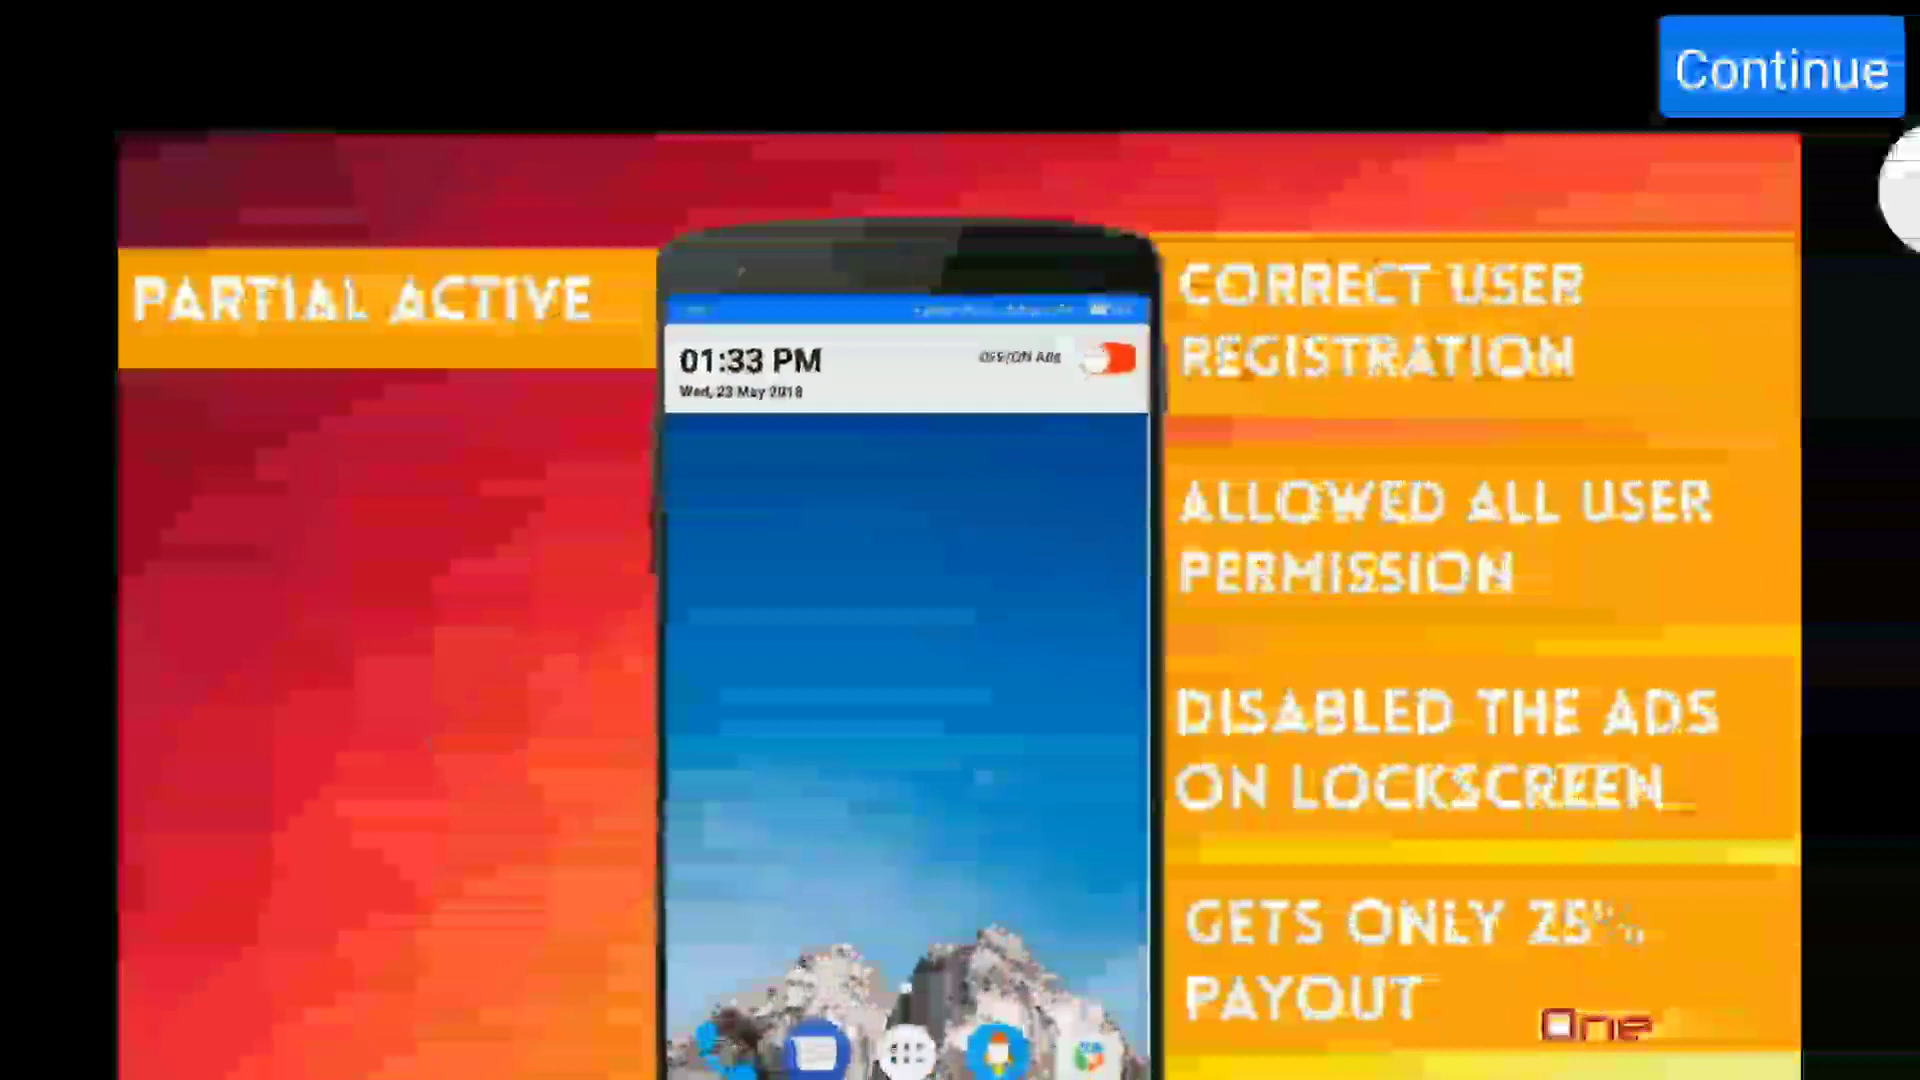 Continue
PARTIAL ACTIVE
01:33 PM
OFF/ON Ads
Wed, 23 May 2018
CORRECT USER
REGISTRATION
ALLOWED ALL USER
PERMISSION
DISABLED THE ADS
ON LOCKSCREEN
GETS ONLY 25%
PAYOUT
One